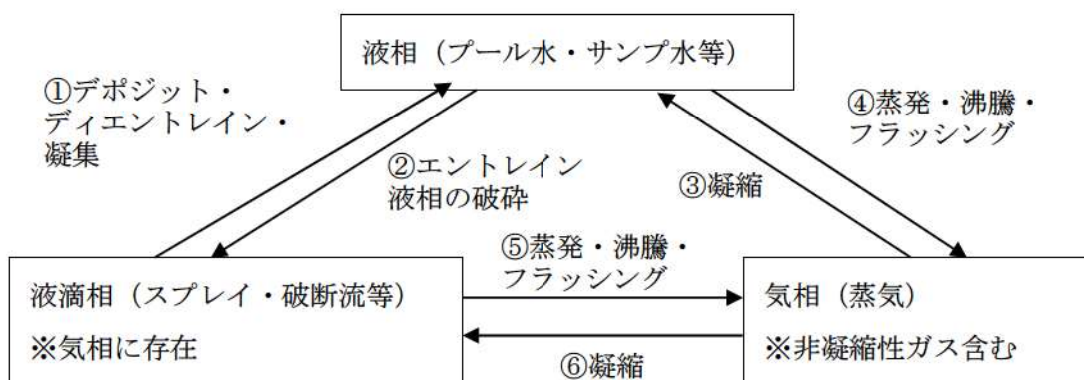 液相（プール水・サンプ水等）
①デポジット・
ディエントレイン・
凝集
②エントレイン
液相の破砕
③凝縮
④蒸発・沸騰・
フラッシング
⑤蒸発・沸騰・
フラッシング
液滴相（スプレイ・破断流等）
※気相に存在
気相（蒸気）
※非凝縮性ガス含む
⑥凝縮